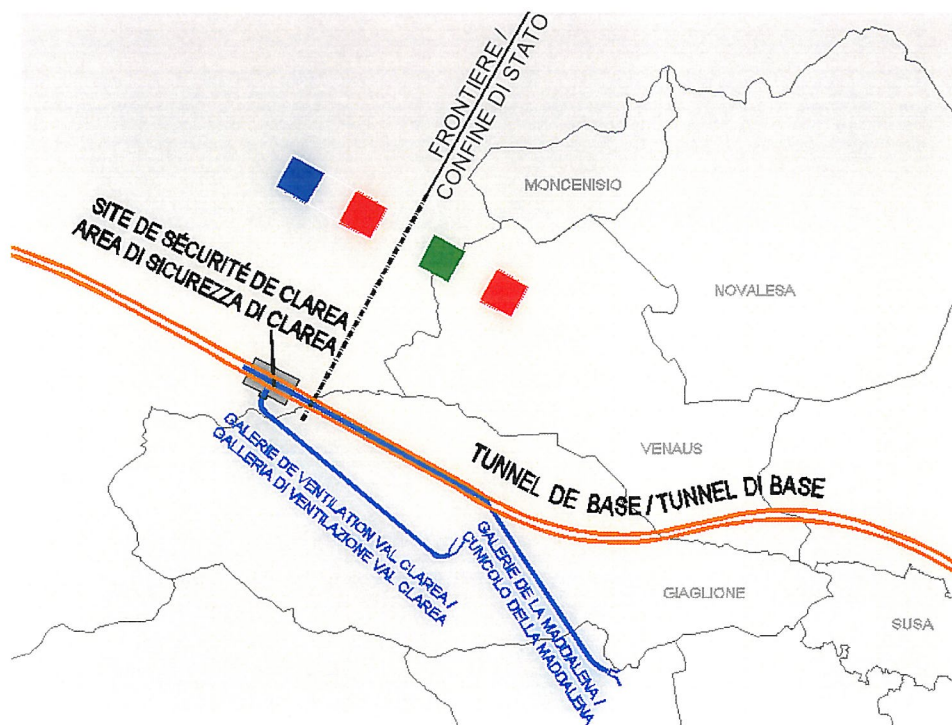 FRONTIERE /
CONFINE DI STATO
MONCENISIO
SITE DE SÉCURITÉ DE CLAREA
AREA DI SICUREZZA DI CLAREA
NOVALESA
VENAUS
TUNNEL DE BASE/TUNNEL DI BASE
GALERIE DE VENTILATION VAL CLAREA /
GALLERIA DI VENTILAZIONE VAL CLAREA
GALERIE DE LA MADDALENA /
CUNICOLO DELLA MADDALENA
GIAGLIONE
SUSA